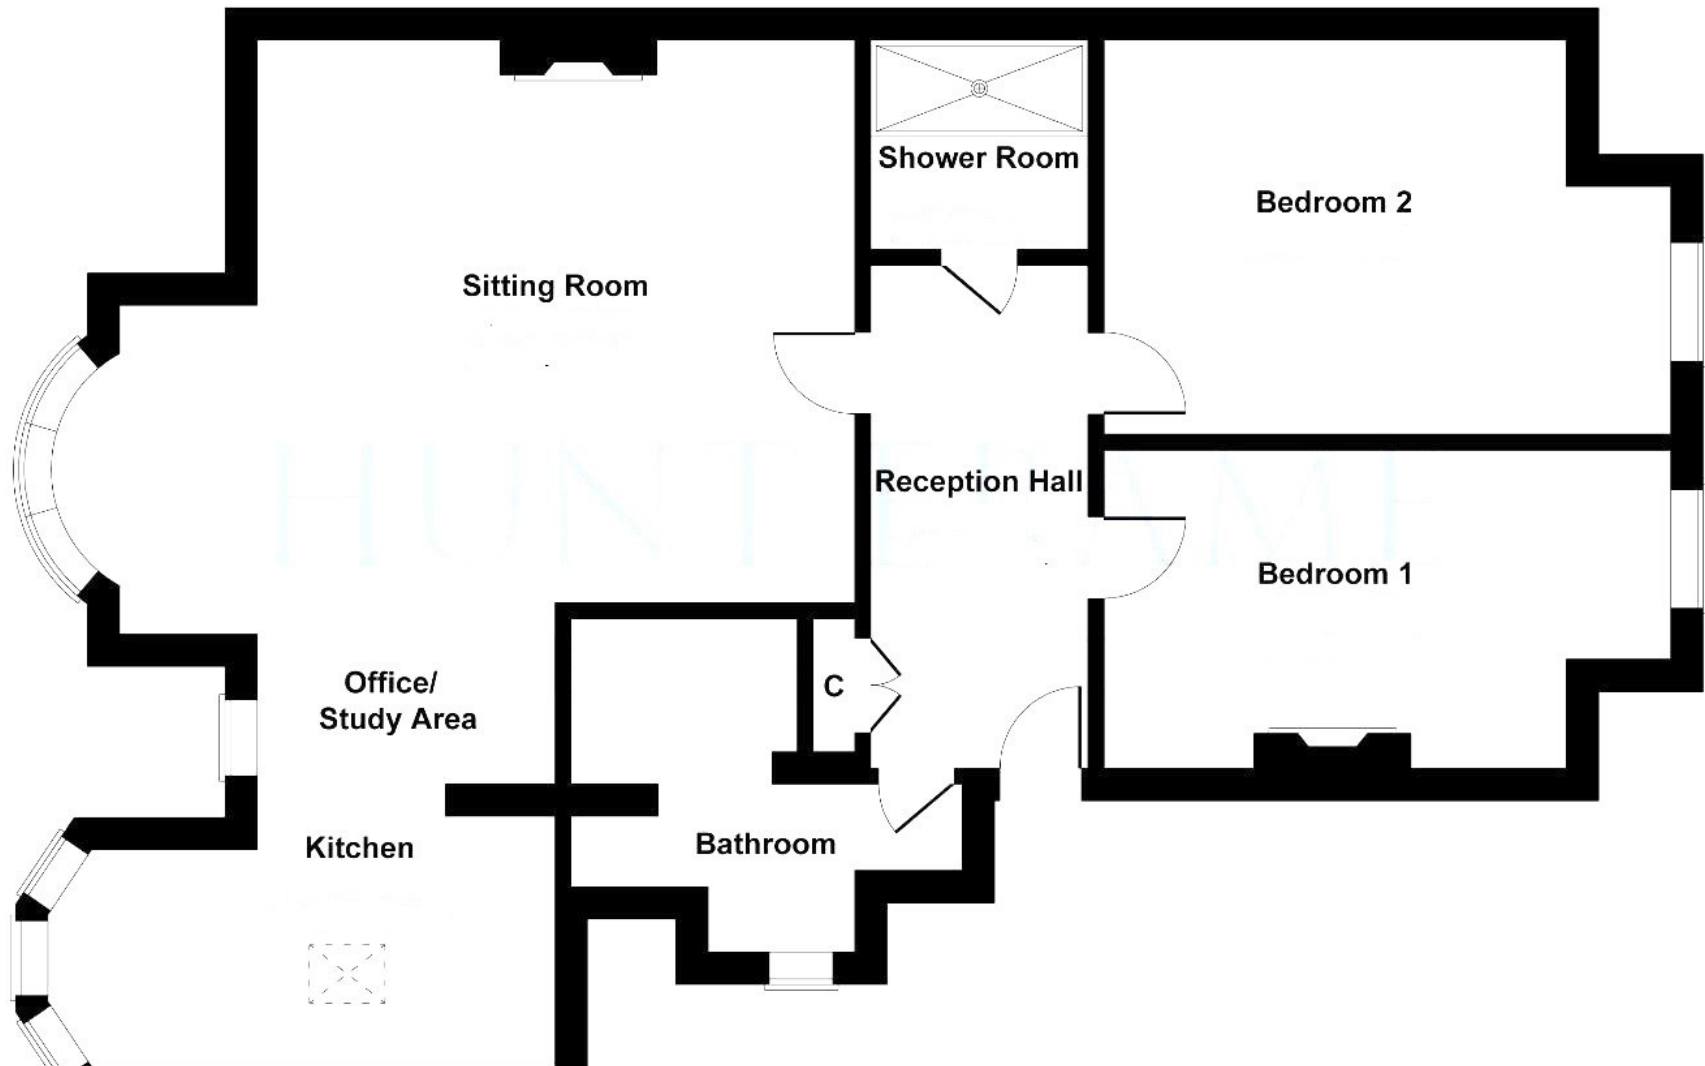 Shower Room
Bedroom 2
Sitting Room
Reception Hall
Bedroom 1
Office/
Study Area
C
Kitchen
Bathroom